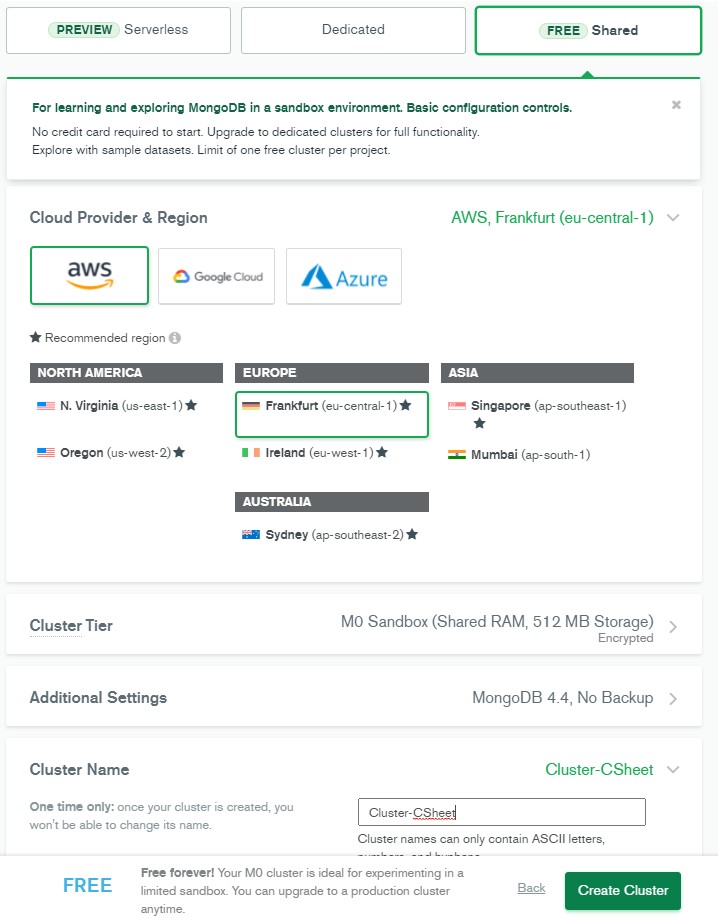 PREVIEW Serverless
Dedicated
FREE Shared
For learning and exploring MongoDB in a sandbox environment. Basic configuration controls.
No credit card required to start. Upgrade to dedicated clusters for full functionality.
Explore with sample datasets. Limit of one free cluster per project.
Cloud Provider & Region
AWS, Frankfurt (eu-central-1)
aws
Google Cloud
Azure
Recommended region
NORTH AMERICA
N. Virginia (us-east-1)
Oregon (us-west-2)
EUROPE
Frankfurt (eu-central-1)
Ireland (eu-west-1)
AUSTRALIA
Sydney (ap-southeast-2)
ASIA
Singapore (ap-southeast-1)
Mumbai (ap-south-1)
Cluster Tier
M0 Sandbox (Shared RAM, 512 MB Storage)
Encrypted
Additional Settings
MongoDB 4.4, No Backup
Cluster Name
Cluster-CSheet
One time only: once your cluster is created, you
won't be able to change its name.
Cluster-CSheet
Cluster names can only contain ASCII letters,
numbers, and hyphens.
FREE
Free forever! Your M0 cluster is ideal for experimenting in a
limited sandbox. You can upgrade to a production cluster
anytime.
Back
Create Cluster